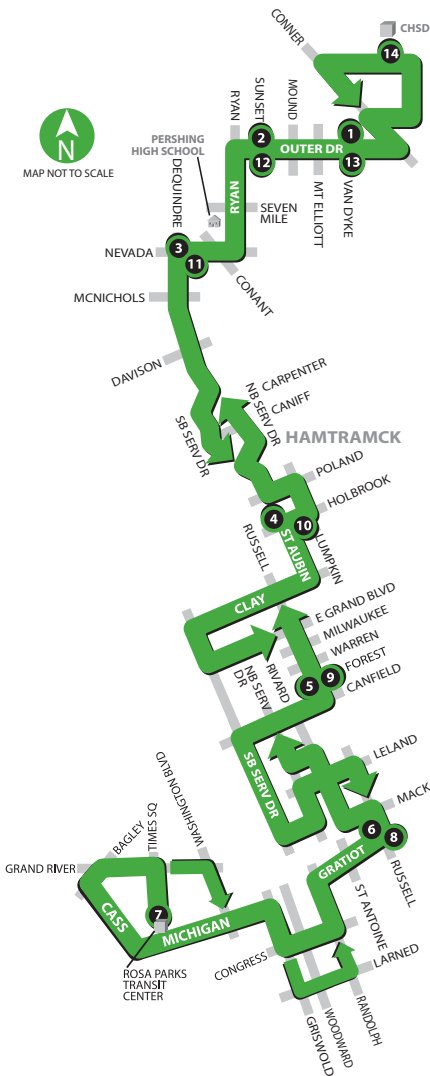 CONNER
CHSD
14
N
MAP NOT TO SCALE
RYAN
SUNSET
MOUND
PERSHING
HIGH SCHOOL
2
1
OUTER DR
12
13
MT ELLIOTT
VAN DYKE
DEQUINDRE
RYAN
SEVEN
MILE
NEVADA
3
11
CONANT
MCNICHOLS
DAVISON
CARPENTER
NB SERV DR
CANIFF
SB SERV DR
HAMTRAMCK
POLAND
HOLBROOK
4
10
ST AUBIN
LUMPKIN
RUSSELL
CLAY
E GRAND BLVD
MILWAUKEE
WARREN
FOREST
CANFIELD
NB SERV
DR
RIVARD
5
9
SB SERV DR
LELAND
MACK
6
8
RUSSELL
GRATIOT
ST ANTOINE
WASHINGTON BLVD
TIMES SQ
BAGLEY
GRAND RIVER
CASS
7
MICHIGAN
ROSA PARKS
TRANSIT
CENTER
CONGRESS
LARNED
RANDOLPH
WOODWARD
GRISWOLD